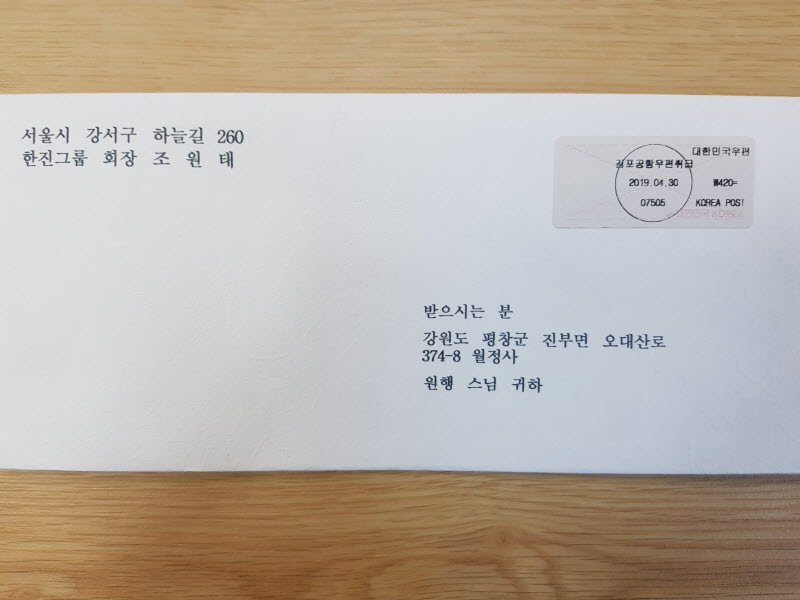 서울시 강서구 하늘길 260
한진그룹 회장 조 원 태
대한민국우편
김포공항우편취급
2019.04.30
₩420=
07505
KOREA POST
받으시는 분
강원도 평창군 진부면 오대산로
374-8 월정사
원행 스님 귀하